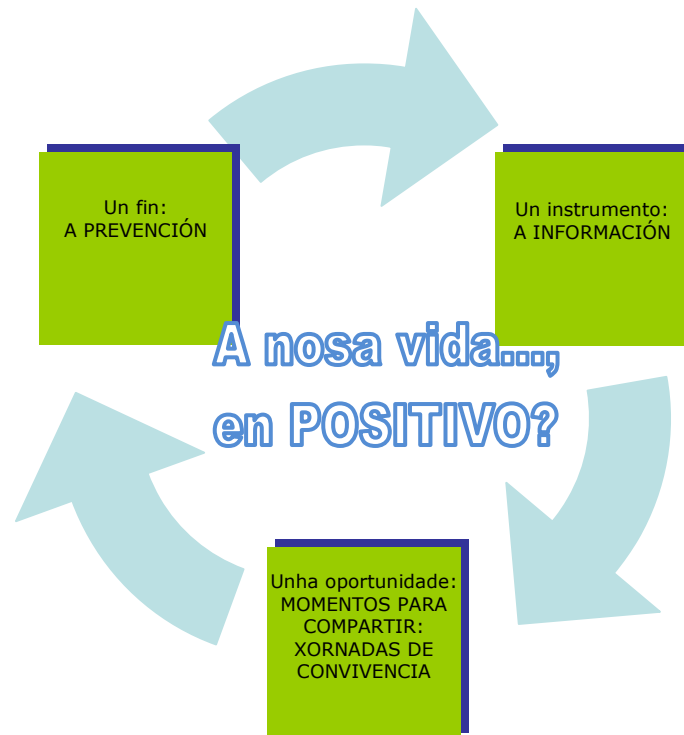 Un fin:
A PREVENCIÓN
Un instrumento:
A INFORMACIÓN
A nosa vida...,
en POSITIVO?
Unha oportunidade:
MOMENTOS PARA
COMPARTIR:
XORNADAS DE
CONVIVENCIA